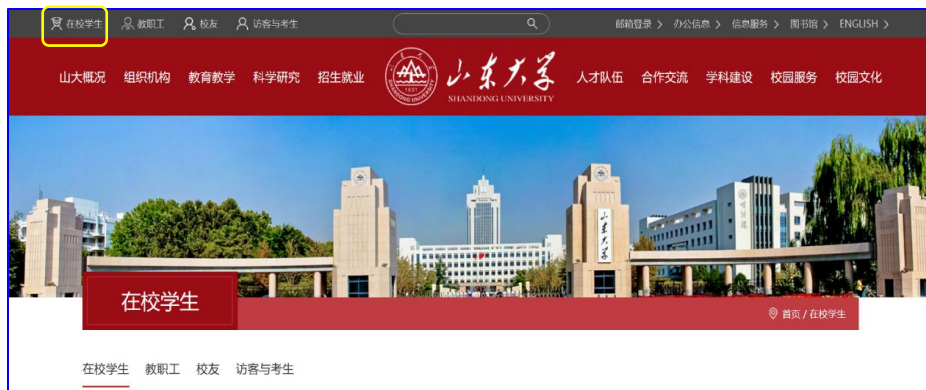 在校学生 教职工 校友 访客与考生 邮箱登录 > 办公信息 > 信息服务 > 图书馆 > ENGLISH >
山大概况 组织机构 教育教学 科学研究 招生就业 山东大学 人才队伍 合作交流 学科建设 校园服务 校园文化
SHANDONG UNIVERSITY
1901
山东大学
在校学生
首页 / 在校学生
在校学生 教职工 校友 访客与考生